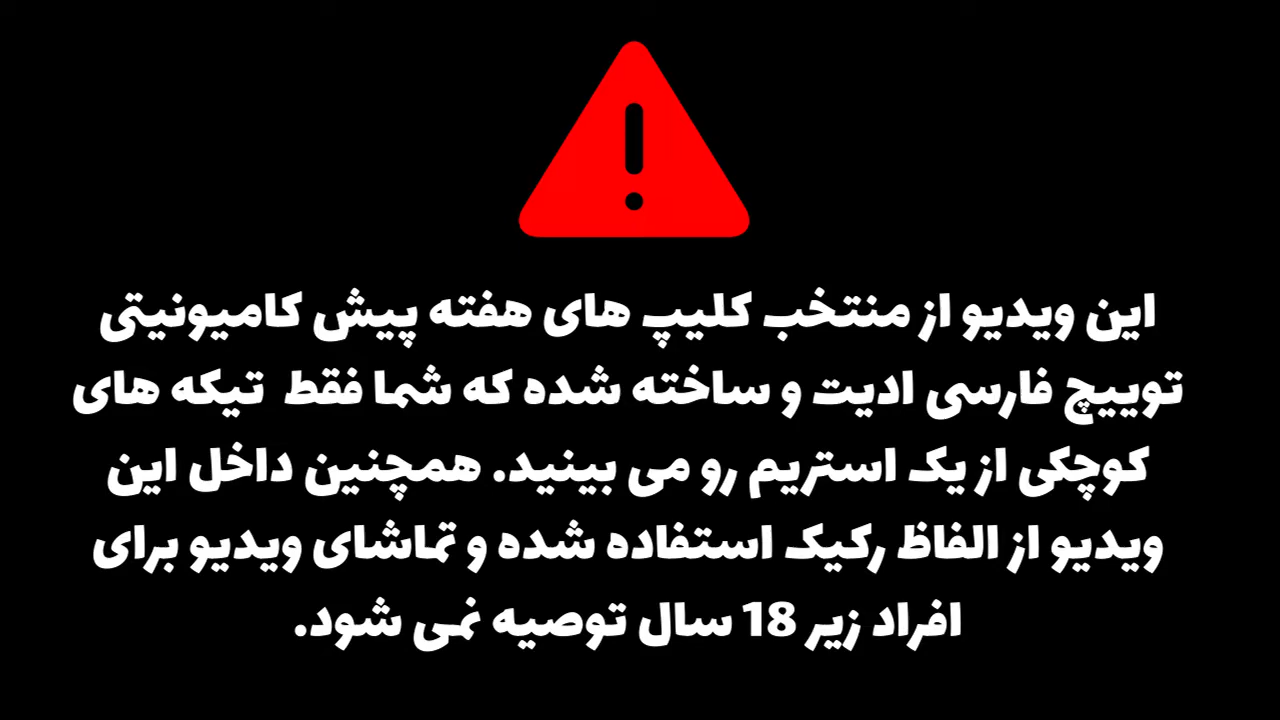 این ویدیو از منتخب کلیپ های هفته پیش کامیونیتی
توییچ فارسی ادیت و ساخته شده که شما فقط تیکه های
کوچکی از یک استریم رو می بینید. همچنین داخل این
ویدیو از الفاظ رکیک استفاده شده و تماشای ویدیو برای
افراد زیر 18 سال توصیه نمی شود.